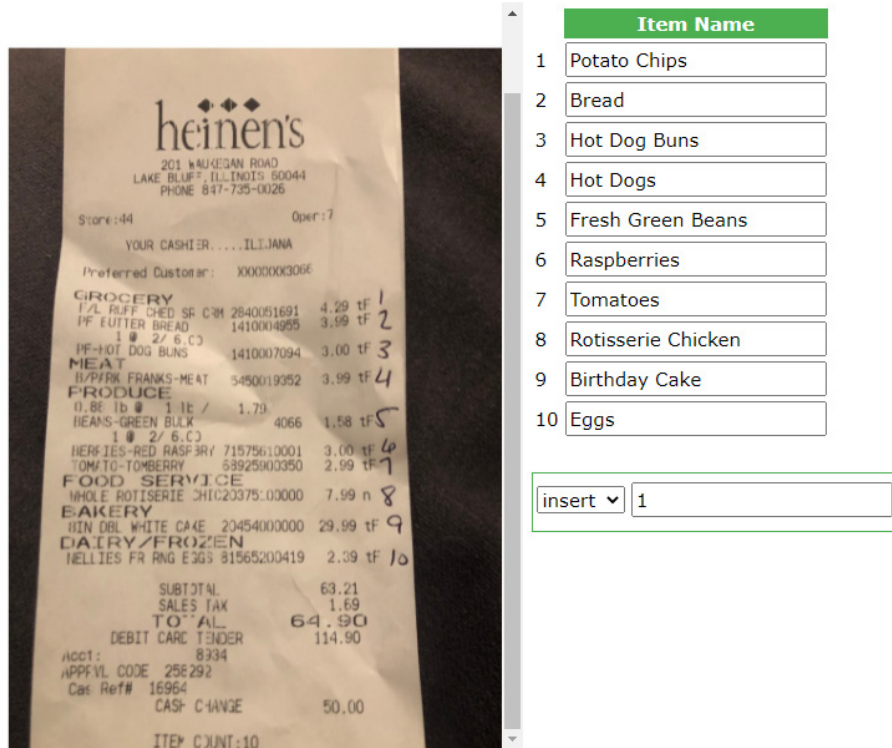 heinen's
201 WAUKEGAN ROAD
LAKE BLUFF, ILLINOIS 60044
PHONE 847-735-0026
Store:44 Oper:7
YOUR CASHIER.....ILIJANA
Preferred Customer: XXXXXXX3066
GROCERY
F/L RUFF CHED SR CRM 2840051691 4.29 tF 1
PF BUTTER BREAD 1410004955 3.99 tF 2
1 @ 2/ 6.00
PF-HOT DOG BUNS 1410007094 3.00 tF 3
MEAT
B/PARK FRANKS-MEAT 5450019352 3.99 tF 4
PRODUCE
0.88 lb @ 1 lb / 1.79
BEANS-GREEN BULK 4066 1.58 tF 5
1 @ 2/ 6.00
BERRIES-RED RASPBRY 71575610001 3.00 tF 6
TOMATO-TOMBERRY 68925900350 2.99 tF 7
FOOD SERVICE
WHOLE ROTISERIE CHIC20375100000 7.99 n 8
BAKERY
8IN DBL WHITE CAKE 20454000000 29.99 tF 9
DAIRY/FROZEN
NELLIES FR RNG EGGS 81565200419 2.39 tF 10
SUBTOTAL 63.21
SALES TAX 1.69
TOTAL 64.90
DEBIT CARD TENDER 114.90
Acct: 8934
APPRVL CODE 258292
Cas Ref# 16964
CASH CHANGE 50.00
ITEM COUNT:10
Item Name
1 Potato Chips
2 Bread
3 Hot Dog Buns
4 Hot Dogs
5 Fresh Green Beans
6 Raspberries
7 Tomatoes
8 Rotisserie Chicken
9 Birthday Cake
10 Eggs
insert 1